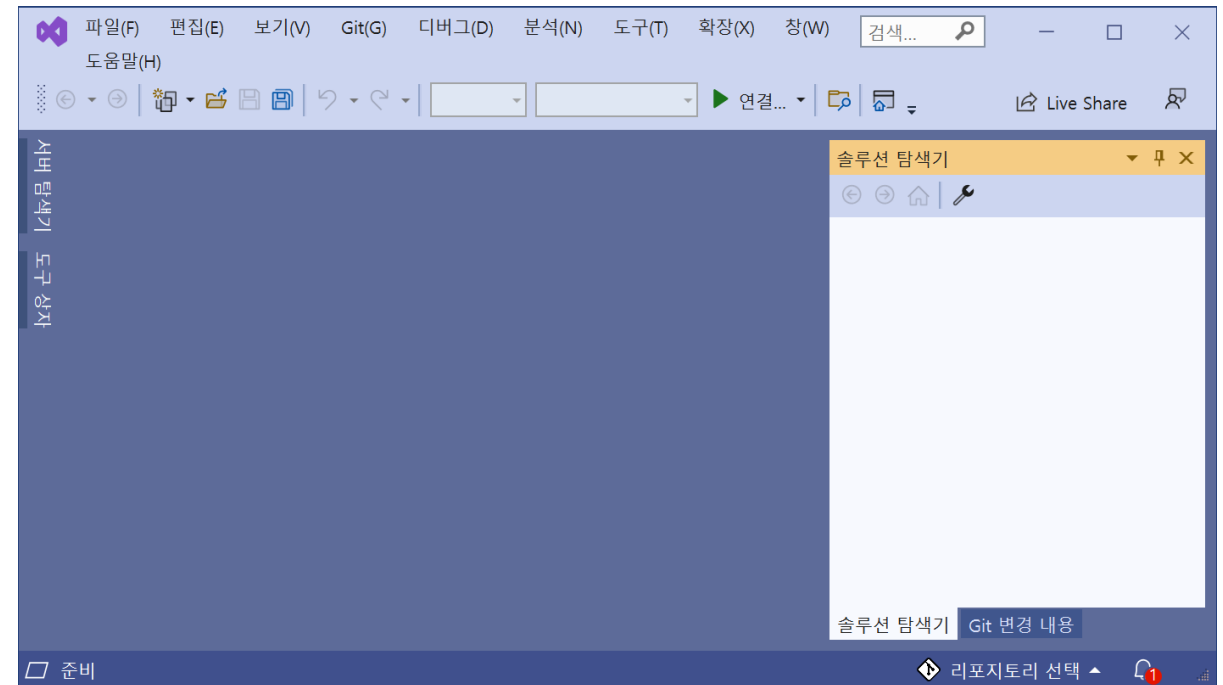 파일(F) 편집(E) 보기(V) Git(G) 디버그(D) 분석(N) 도구(T) 확장(X) 창(W) 검색...
도움말(H)
연결... Live Share
서버 탐색기
도구 상자
솔루션 탐색기
솔루션 탐색기 Git 변경 내용
준비 리포지토리 선택 1